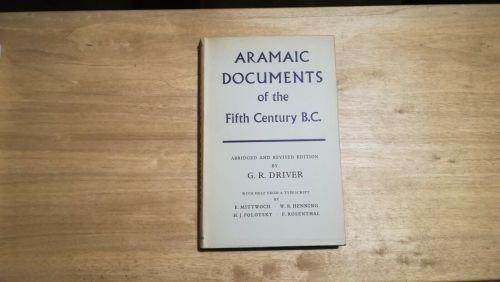 ARAMAIC
DOCUMENTS
of the
Fifth Century B.C.
ABRIDGED AND REVISED EDITION
BY
G. R. DRIVER
WITH HELP FROM A TYPESCRIPT
BY
E. MITTWOCH · W. B. HENNING
H. J. POLOTSKY · F. ROSENTHAL